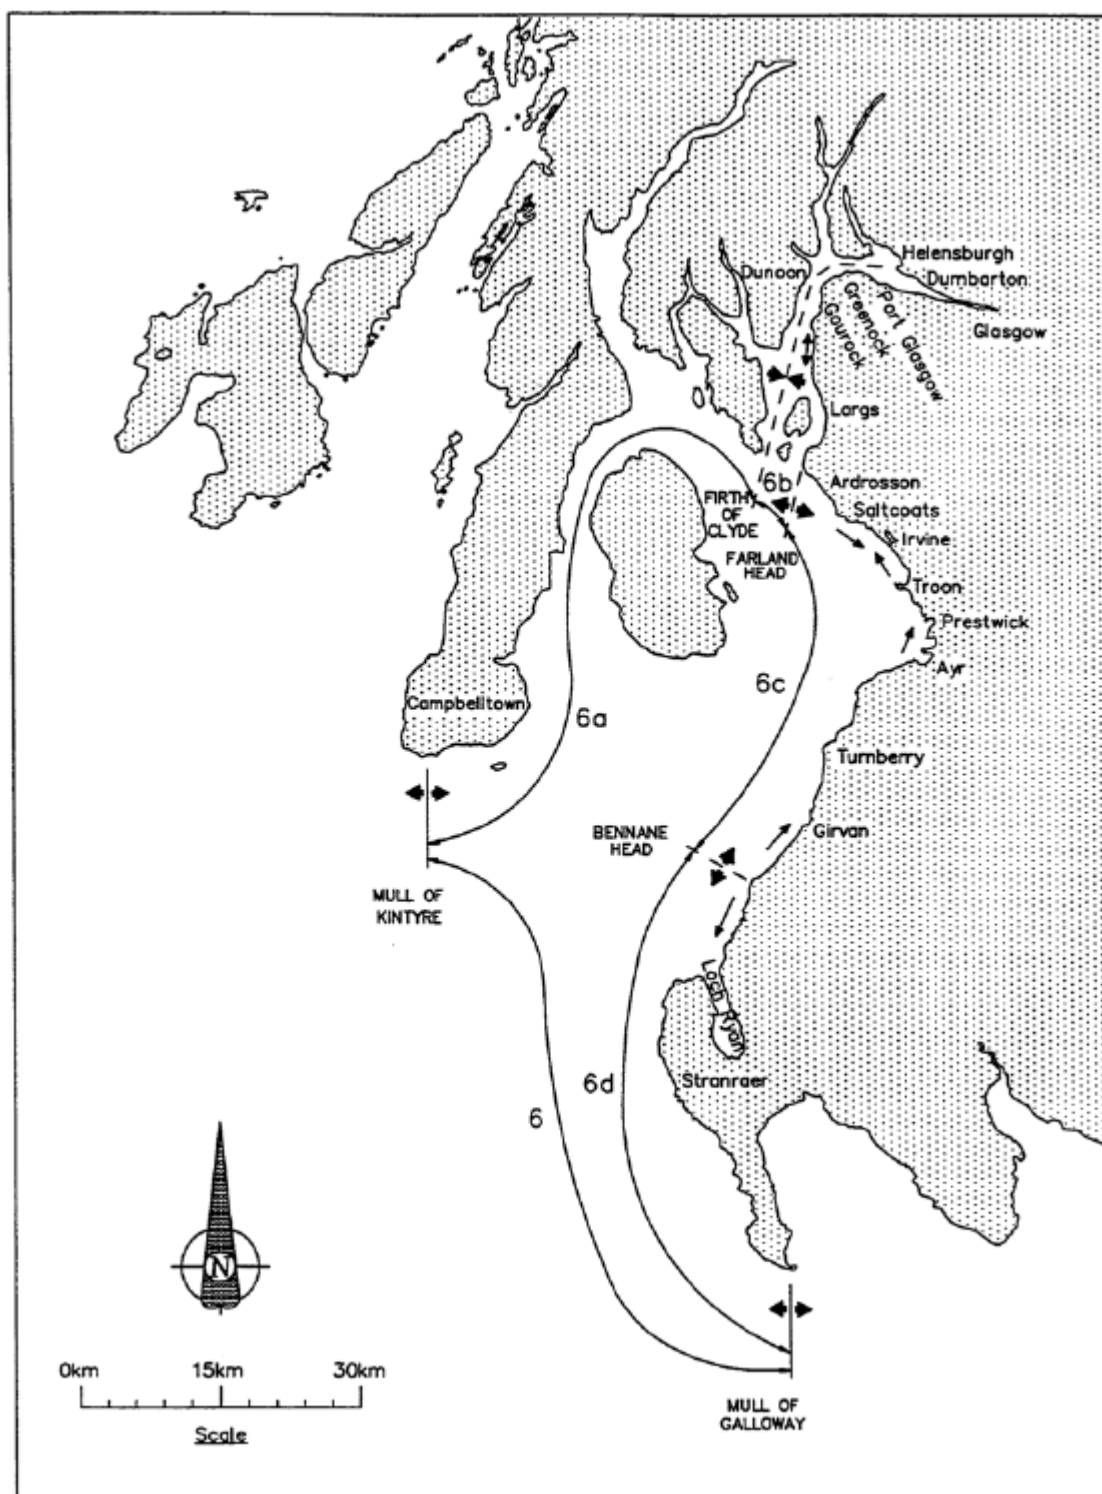 Helensburgh
Dunoon
Dumbarton
Port Glasgow
Greenock
Gourock
Glasgow
Largs
6b
Ardrosson
FIRTHY
OF
CLYDE
Saltcoats
Irvine
FARLAND
HEAD
Troon
Prestwick
Ayr
6c
Campbelltown
6a
Turnberry
Girvan
BENNANE
HEAD
MULL OF
KINTYRE
Loch Ryan
Stranraer
6d
6
N
0km 15km 30km
Scale
MULL OF
GALLOWAY